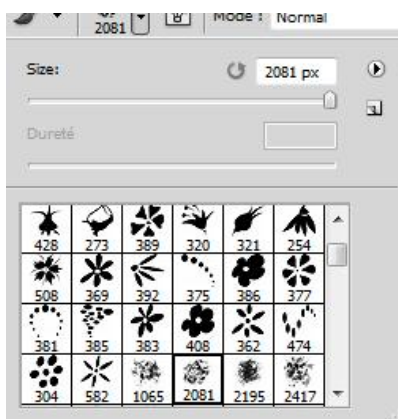 2081 Mode : Normal
Size: 2081 px
Dureté
428 273 389 320 321 254
508 369 392 375 386 377
381 385 383 408 362 474
304 582 1065 2081 2195 2417